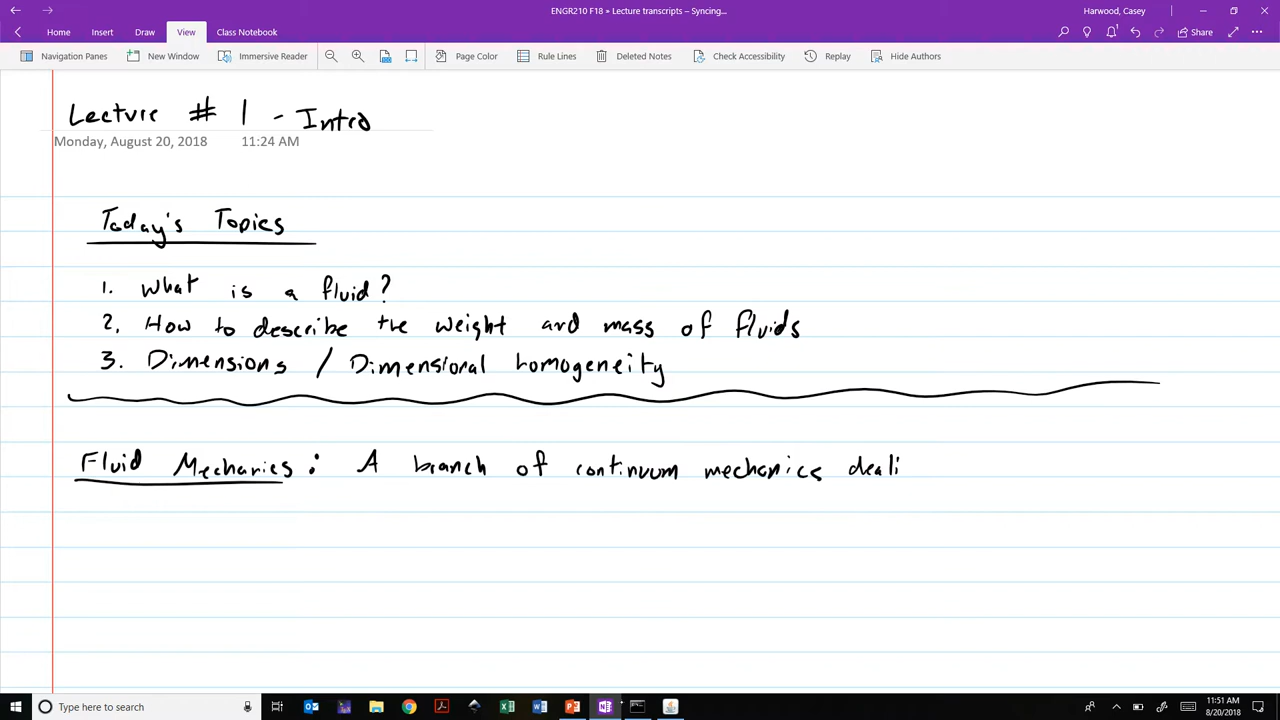 ENGR210 F18 » Lecture transcripts -- Syncing...
Harwood, Casey
Home Insert Draw View Class Notebook
Share
Navigation Panes New Window Immersive Reader Page Color Rule Lines Deleted Notes Check Accessibility Replay Hide Authors
Lecture # 1 - Intro
Monday, August 20, 2018 11:24 AM
Today's Topics
1. What is a fluid?
2. How to describe the weight and mass of fluids
3. Dimensions / Dimensional homogeneity
Fluid Mechanics: A branch of continuum mechanics deali
Type here to search
11:51 AM
8/20/2018